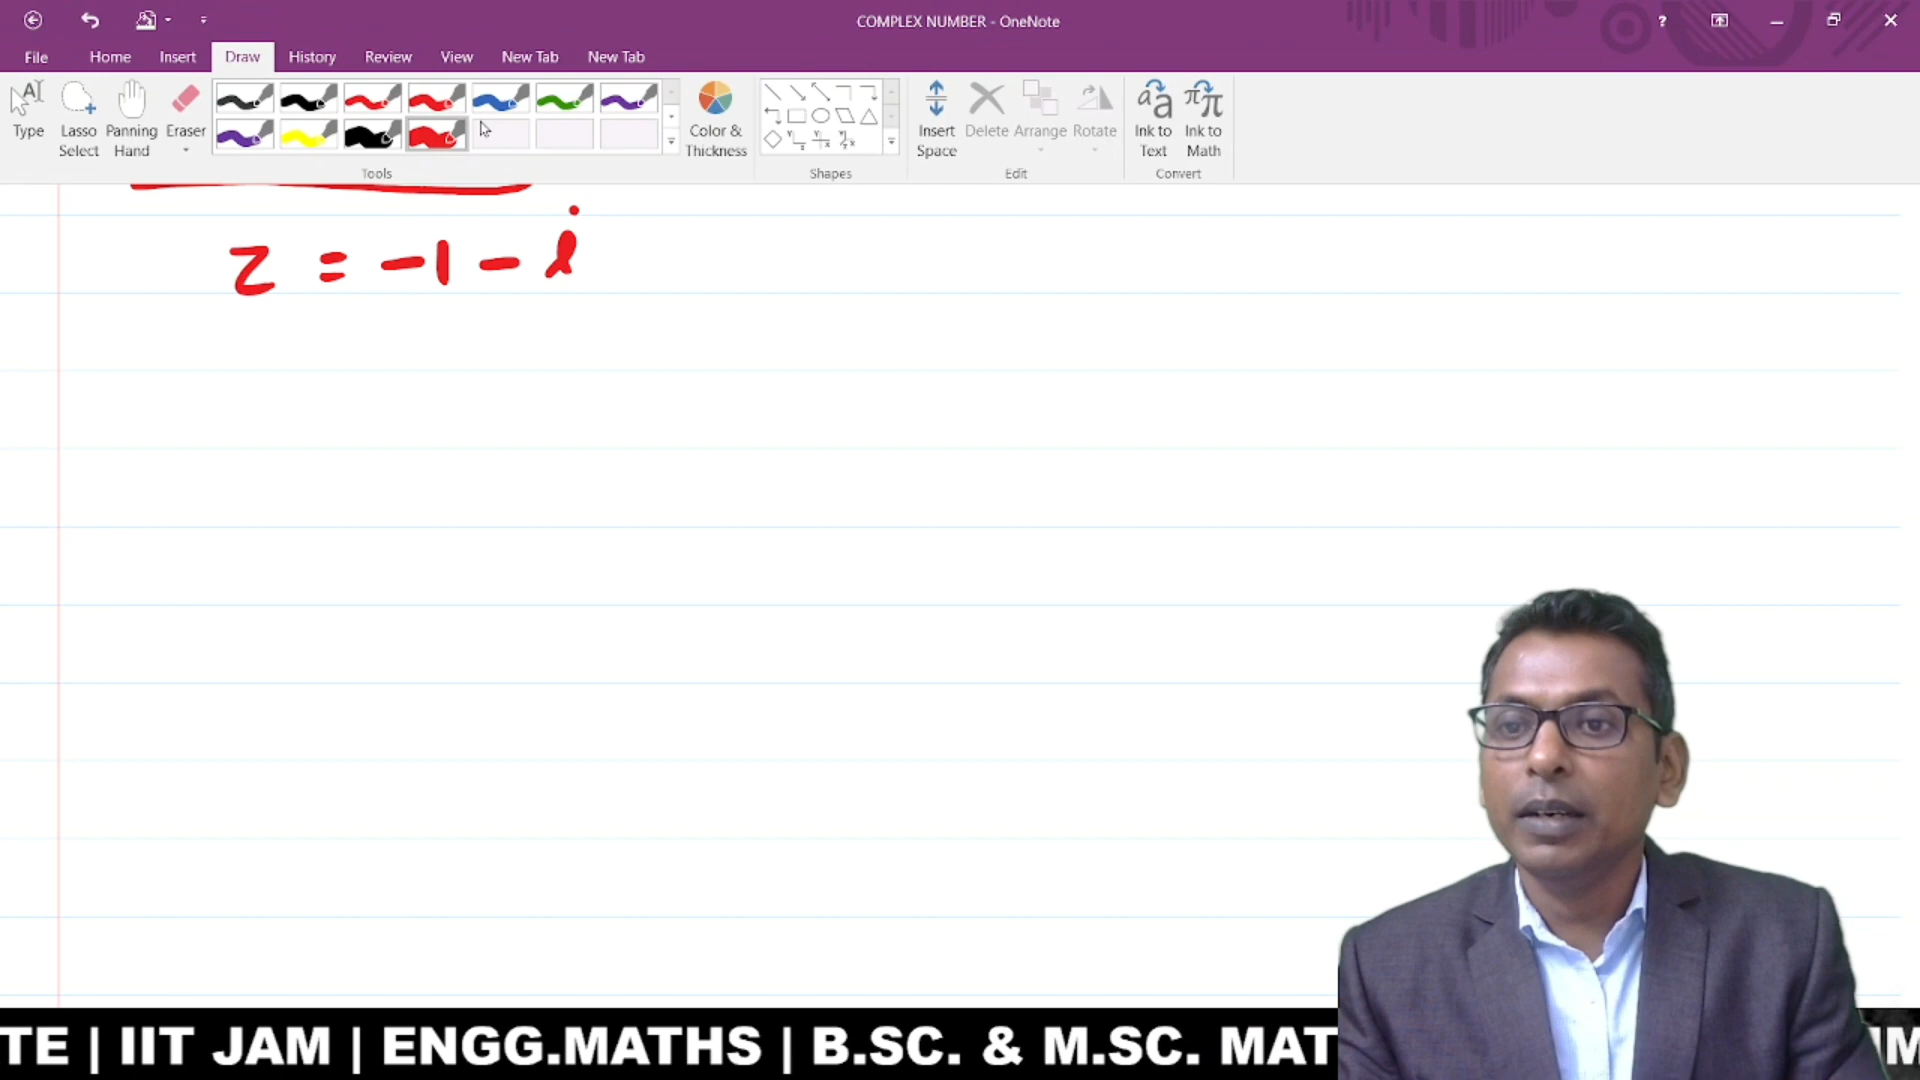 COMPLEX NUMBER - OneNote
?
File Home Insert Draw History Review View New Tab New Tab
Type
Lasso Select
Panning Hand
Eraser
Color & Thickness
Insert Space
Delete
Arrange
Rotate
Ink to Text
Ink to Math
Tools
Shapes
Edit
Convert
z = -1 - i
TE | IIT JAM | ENGG.MATHS | B.SC. & M.SC. MAT